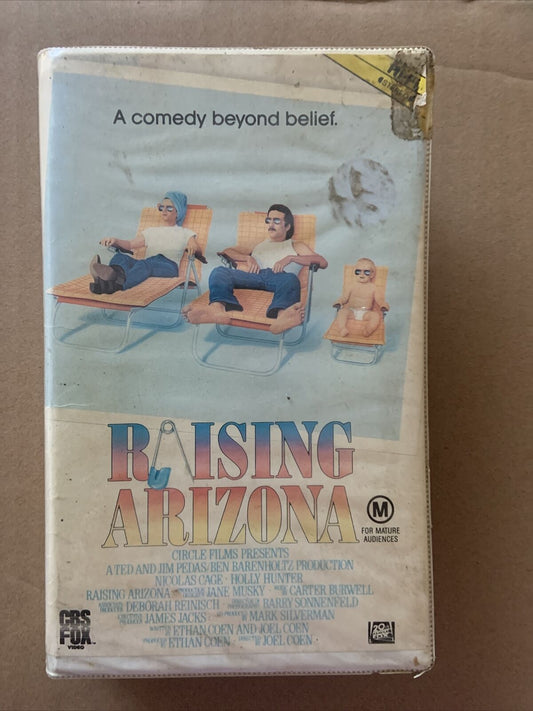 A comedy beyond belief.
RAISING
ARIZONA
M
FOR MATURE
AUDIENCES
CIRCLE FILMS PRESENTS
A TED AND JIM PEDAS/BEN BARENHOLTZ PRODUCTION
NICOLAS CAGE · HOLLY HUNTER
RAISING ARIZONA JANE MUSKY CARTER BURWELL
DEBORAH REINISCH BARRY SONNENFELD
JAMES JACKS MARK SILVERMAN
WRITTEN BY ETHAN COEN AND JOEL COEN
ETHAN COEN JOEL COEN
CBS
FOX
VIDEO